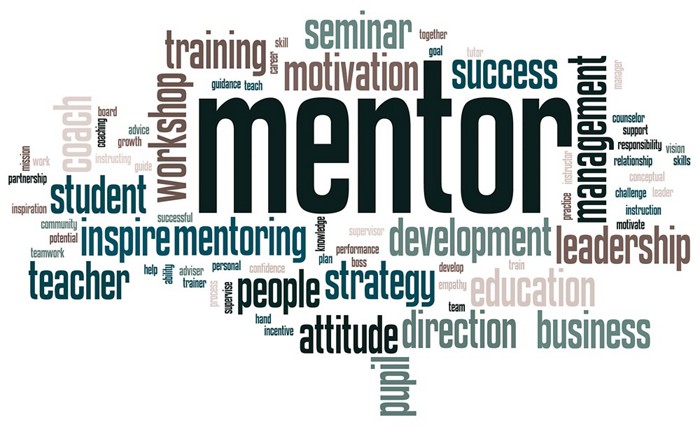 together
seminar
skill
training
career
goal
tutor
motivation
success
guidance
teach
management
manager
workshop
mentor
coach
board
coaching
advice
growth
instructing
guide
counselor
support
responsibility
vision
relationship
skills
instructor
conceptual
mission
work
partnership
student
challenge
leader
practice
inspiration
instruction
successful
motivate
community
potential
inspire
mentoring
knowledge
supervisor
development
leadership
teamwork
performance
plan
boss
teacher
help
ability
adviser
trainer
personal
confidence
process
supervise
people
strategy
develop
train
empathy
education
team
hand
incentive
attitude
direction
business
pupil